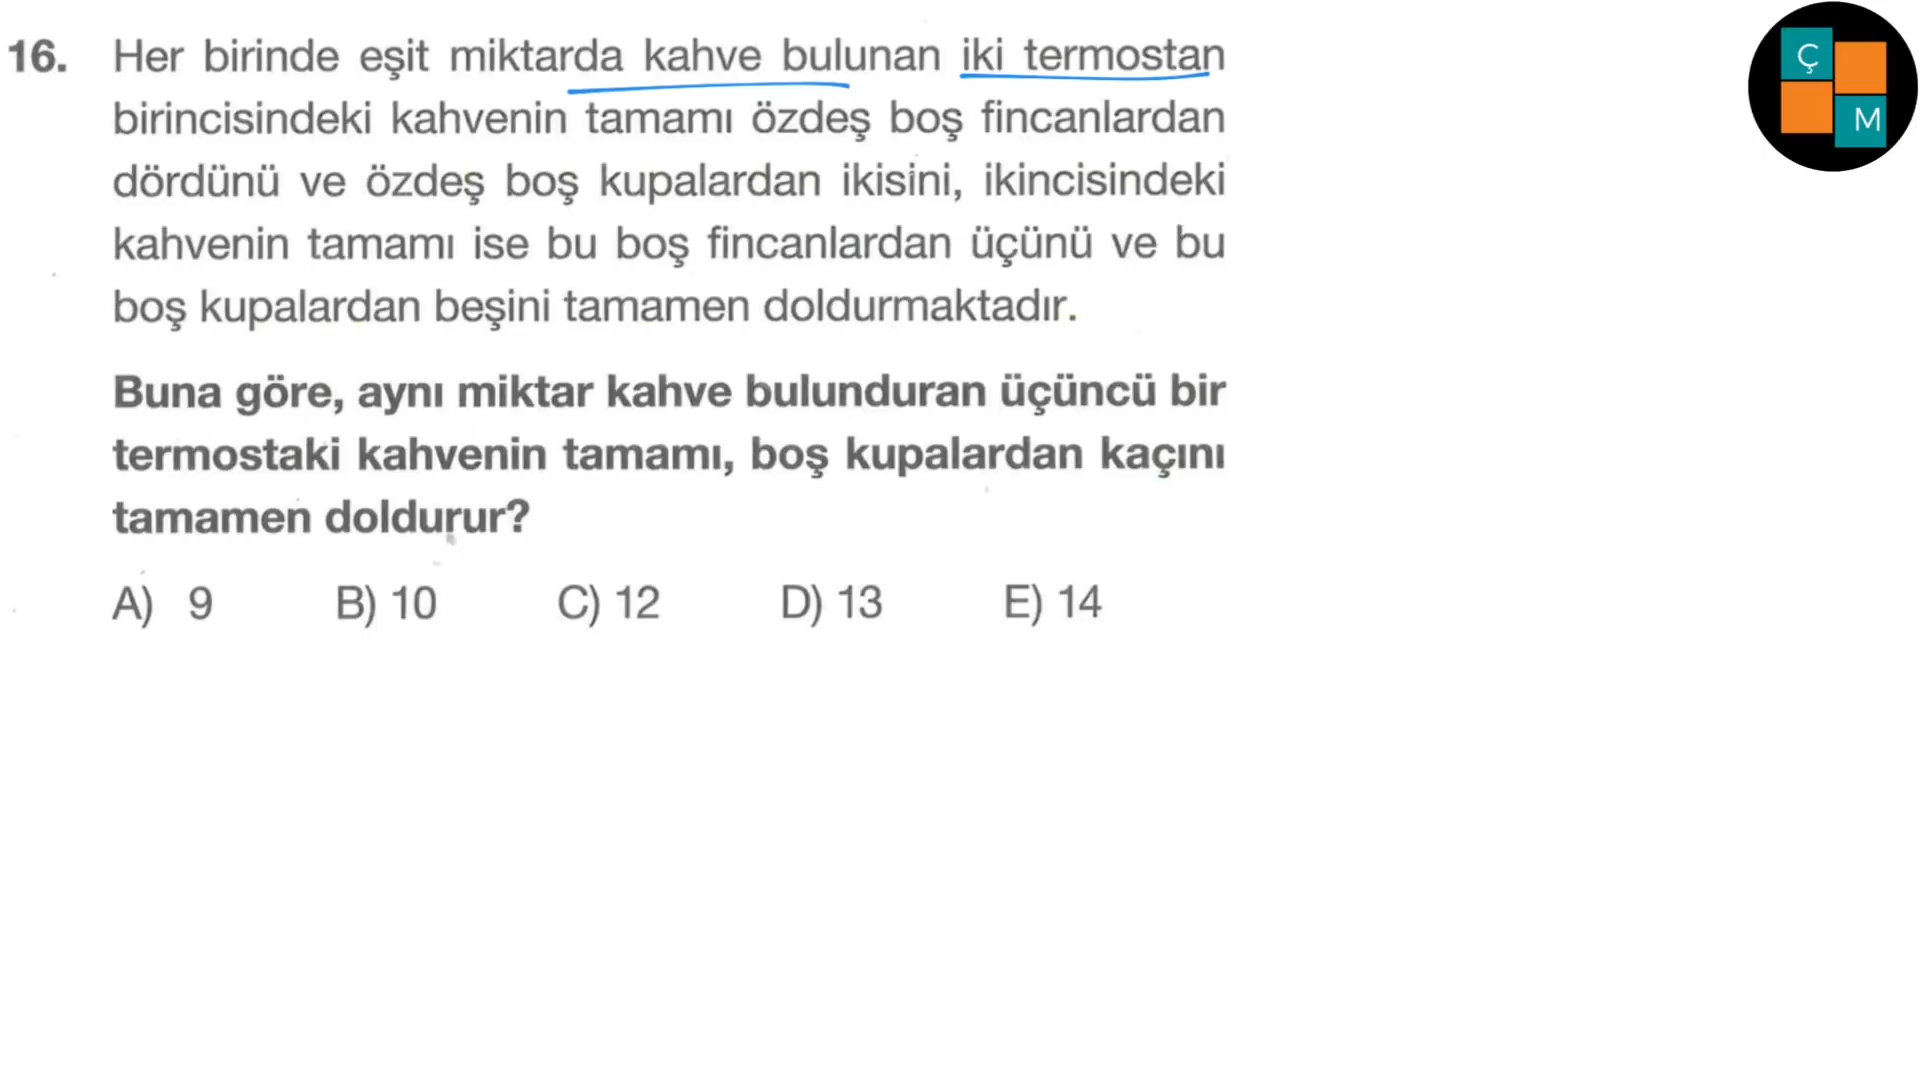 16. Her birinde eşit miktarda kahve bulunan iki termostan
birincisindeki kahvenin tamamı özdeş boş fincanlardan
dördünü ve özdeş boş kupalardan ikisini, ikincisindeki
kahvenin tamamı ise bu boş fincanlardan üçünü ve bu
boş kupalardan beşini tamamen doldurmaktadır.
Buna göre, aynı miktar kahve bulunduran üçüncü bir
termostaki kahvenin tamamı, boş kupalardan kaçını
tamamen doldurur?
A) 9 B) 10 C) 12 D) 13 E) 14
Ç
M